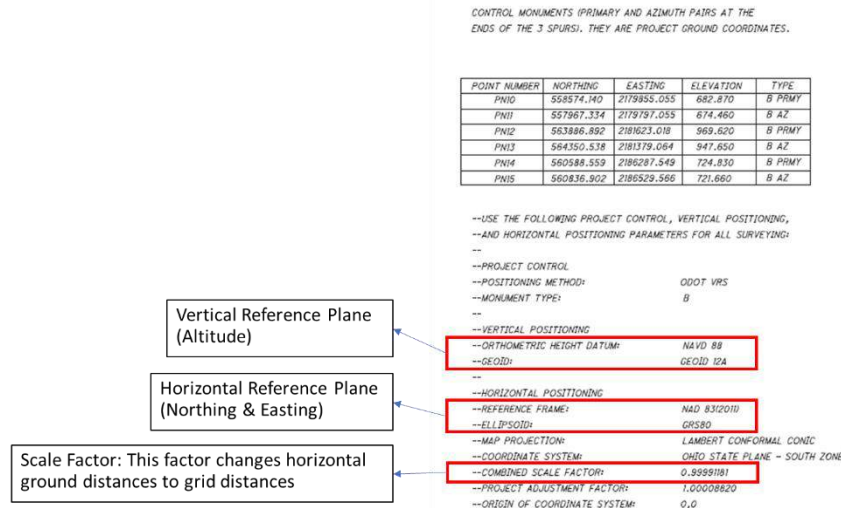 CONTROL MONUMENTS (PRIMARY AND AZIMUTH PAIRS AT THE
ENDS OF THE 3 SPURS). THEY ARE PROJECT GROUND COORDINATES.
POINT NUMBER NORTHING EASTING ELEVATION TYPE
PN10 558574.140 2179855.055 682.870 B PRMY
PN11 557967.334 2179797.055 674.460 B AZ
PN12 563886.892 2181623.018 969.620 B PRMY
PN13 564350.538 2181379.064 947.650 B AZ
PN14 560588.559 2186287.549 724.830 B PRMY
PN15 560836.902 2186529.566 721.660 B AZ
--USE THE FOLLOWING PROJECT CONTROL, VERTICAL POSITIONING,
--AND HORIZONTAL POSITIONING PARAMETERS FOR ALL SURVEYING:
--
--PROJECT CONTROL
--POSITIONING METHOD: ODOT VRS
--MONUMENT TYPE: B
--
--VERTICAL POSITIONING
--ORTHOMETRIC HEIGHT DATUM: NAVD 88
--GEOID: GEOID 12A
--
--HORIZONTAL POSITIONING
--REFERENCE FRAME: NAD 83(2011)
--ELLIPSOID: GRS80
--MAP PROJECTION: LAMBERT CONFORMAL CONIC
--COORDINATE SYSTEM: OHIO STATE PLANE - SOUTH ZONE
--COMBINED SCALE FACTOR: 0.99991181
--PROJECT ADJUSTMENT FACTOR: 1.00008820
--ORIGIN OF COORDINATE SYSTEM: 0,0
Vertical Reference Plane
(Altitude)
Horizontal Reference Plane
(Northing & Easting)
Scale Factor: This factor changes horizontal
ground distances to grid distances